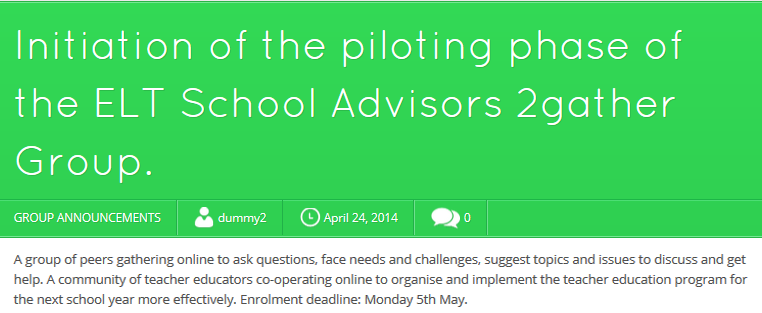 Initiation of the piloting phase of
the ELT School Advisors 2gather
Group.
GROUP ANNOUNCEMENTS dummy2 April 24, 2014 0
A group of peers gathering online to ask questions, face needs and challenges, suggest topics and issues to discuss and get
help. A community of teacher educators co-operating online to organise and implement the teacher education program for
the next school year more effectively. Enrolment deadline: Monday 5th May.